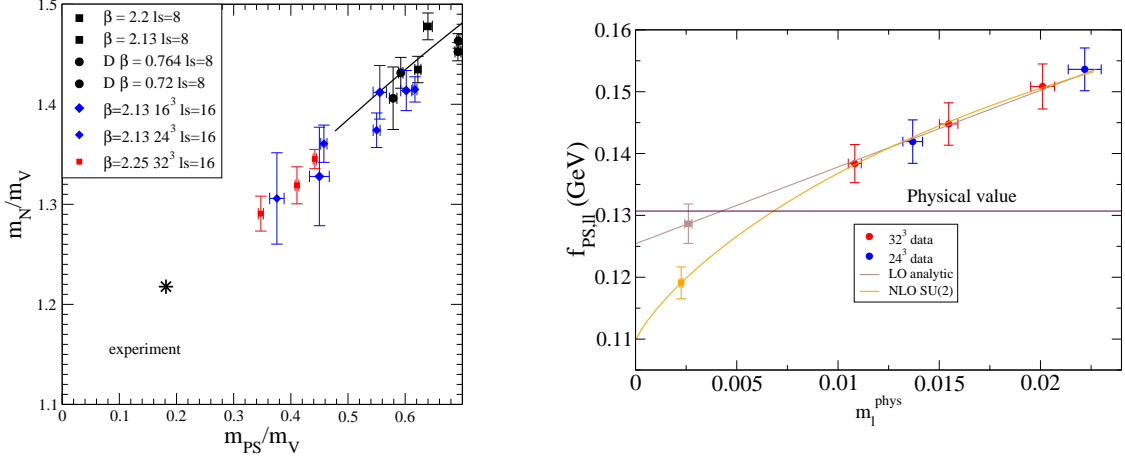 β = 2.2 ls=8
β = 2.13 ls=8
D β = 0.764 ls=8
D β = 0.72 ls=8
β=2.13 16³ ls=16
β=2.13 24³ ls=16
β=2.25 32³ ls=16
experiment
m_N/m_V
1.5
1.4
1.3
1.2
1.1
0 0.1 0.2 0.3 0.4 0.5 0.6
m_PS/m_V
f_PS,ll (GeV)
0.15
0.14
0.13
0.12
0.11
Physical value
32³ data
24³ data
LO analytic
NLO SU(2)
0 0.005 0.01 0.015 0.02
m_l^phys